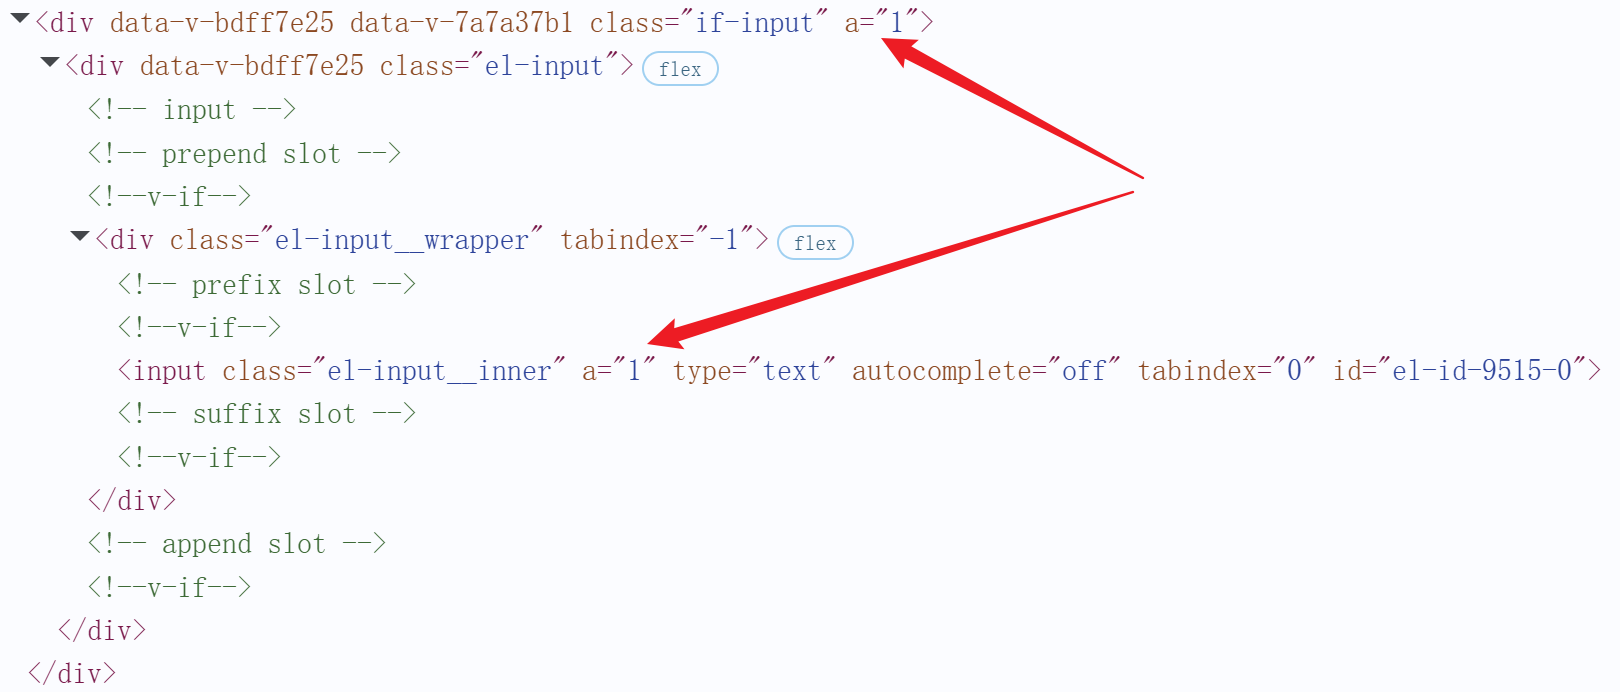 <div data-v-bdff7e25 data-v-7a7a37b1 class="if-input" a="1">
<div data-v-bdff7e25 class="el-input"> flex
<!-- input -->
<!-- prepend slot -->
<!--v-if-->
<div class="el-input__wrapper" tabindex="-1"> flex
<!-- prefix slot -->
<!--v-if-->
<input class="el-input__inner" a="1" type="text" autocomplete="off" tabindex="0" id="el-id-9515-0">
<!-- suffix slot -->
<!--v-if-->
</div>
<!-- append slot -->
<!--v-if-->
</div>
</div>